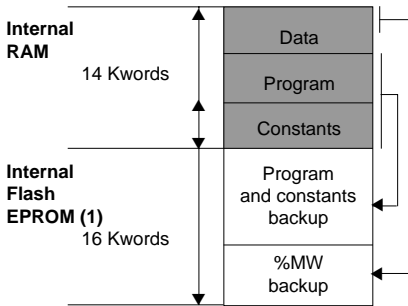 Internal
RAM
14 Kwords
Data
Program
Constants
Internal
Flash
EPROM (1)
16 Kwords
Program
and constants
backup
%MW
backup